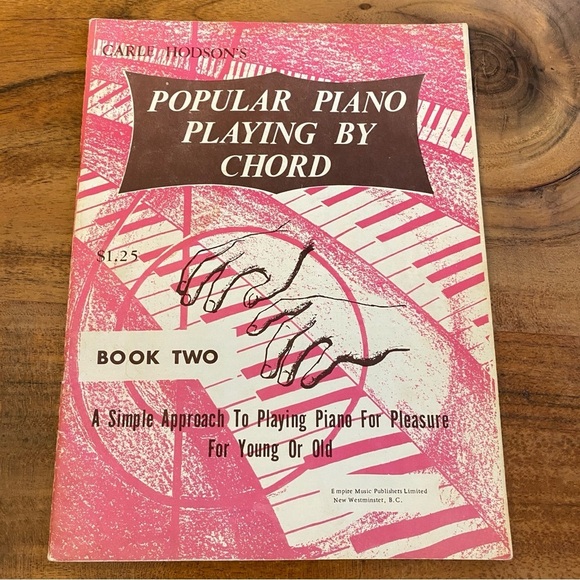 CARLE HODSON'S
POPULAR PIANO
PLAYING BY
CHORD
$1.25
BOOK TWO
A Simple Approach To Playing Piano For Pleasure
For Young Or Old
Empire Music Publishers Limited
New Westminster, B.C.